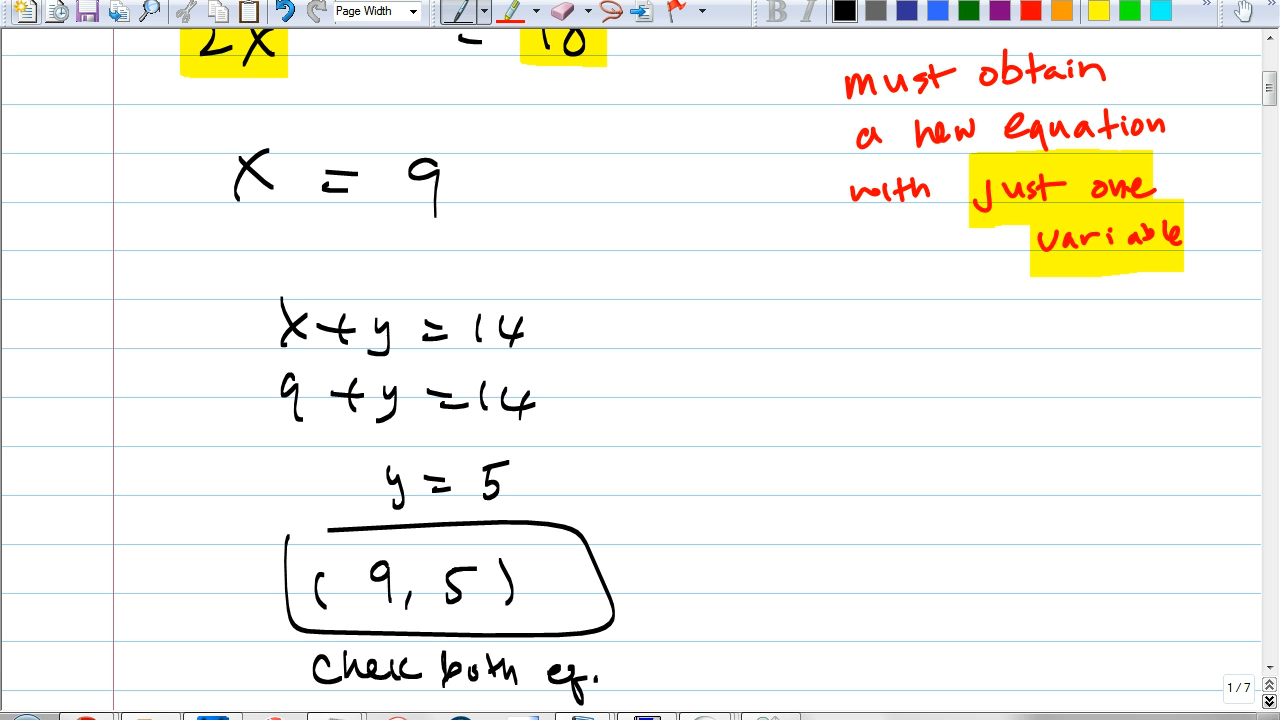 Page Width
B I
2x = 18
must obtain
a new equation
with just one
variable
x = 9
x + y = 14
9 + y = 14
y = 5
( 9, 5 )
Check both eq.
1/7